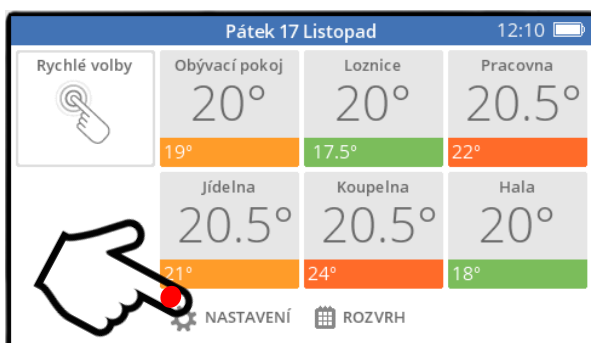 Pátek 17 Listopad
12:10
Rychlé volby
Obývací pokoj
20°
19°
Loznice
20°
17.5°
Pracovna
20.5°
22°
Jídelna
20.5°
21°
Koupelna
20.5°
24°
Hala
20°
18°
NASTAVENÍ
ROZVRH